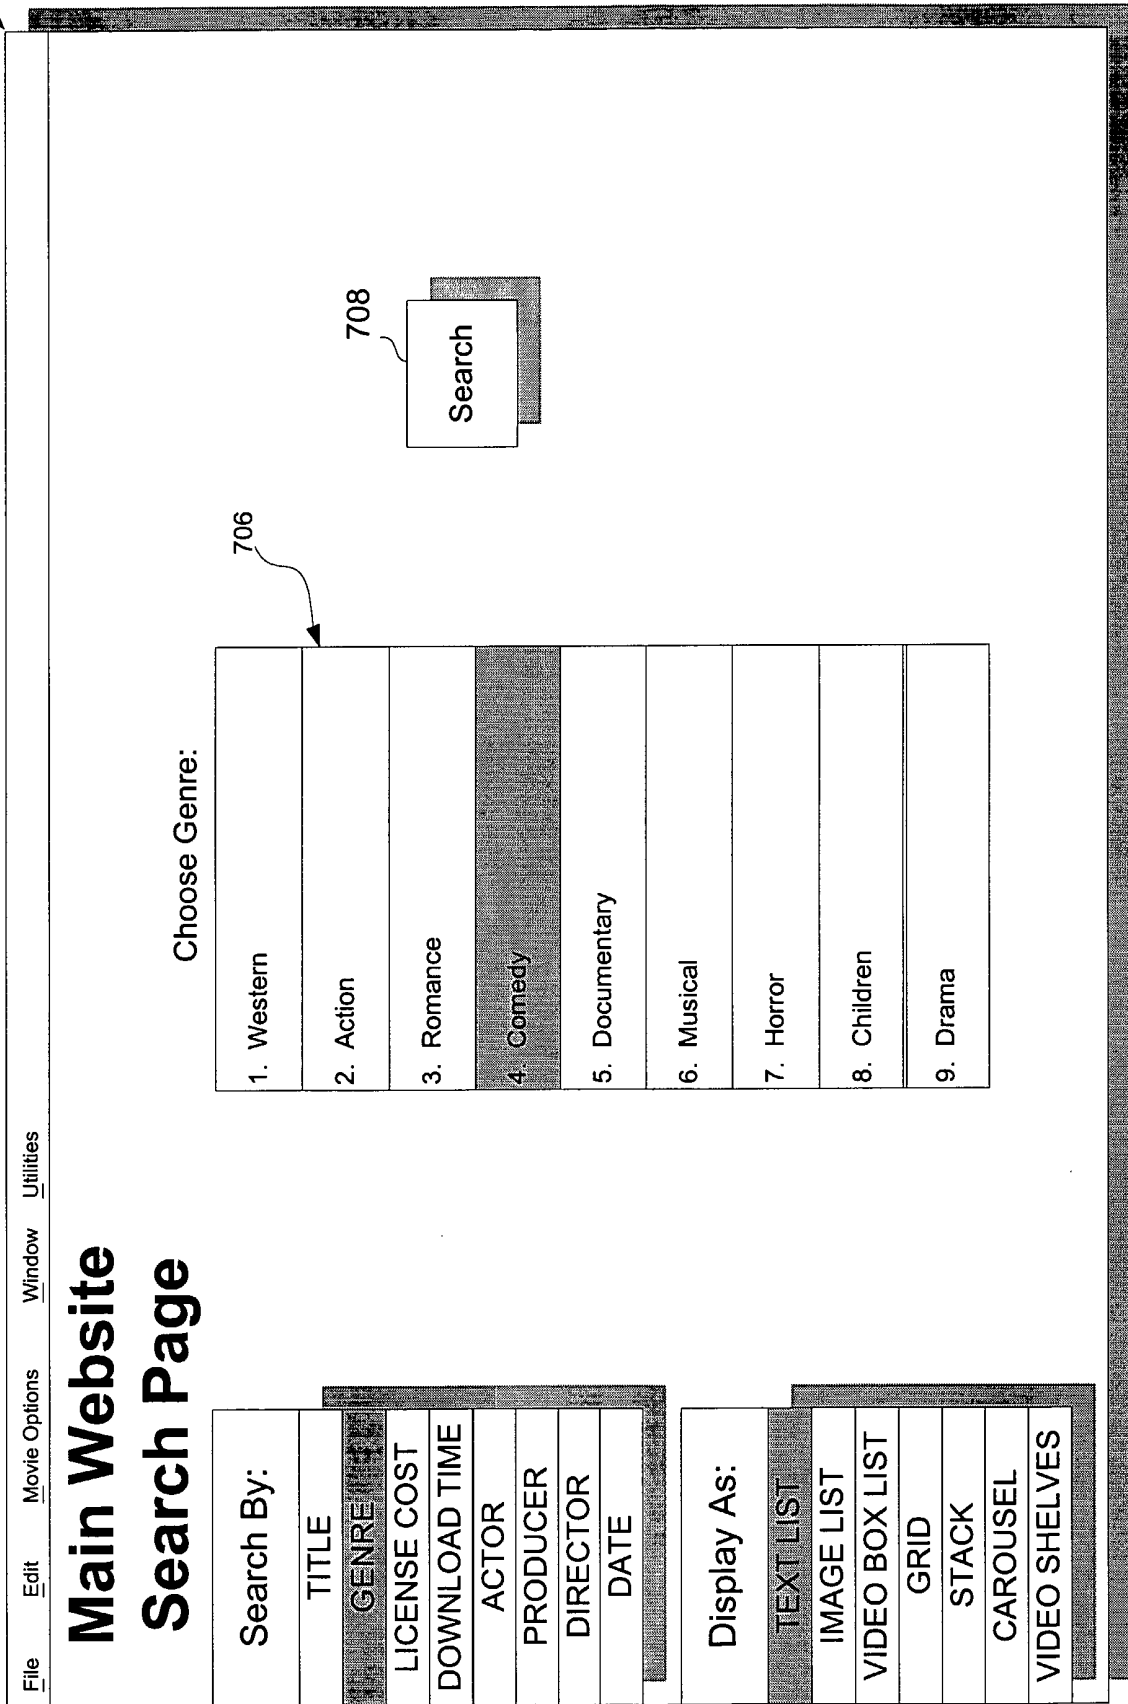 File Edit Movie Options Window Utilities
Main Website
Search Page
Search By:
TITLE
GENRE
LICENSE COST
DOWNLOAD TIME
ACTOR
PRODUCER
DIRECTOR
DATE
Display As:
TEXT LIST
IMAGE LIST
VIDEO BOX LIST
GRID
STACK
CAROUSEL
VIDEO SHELVES
Choose Genre:
706
1. Western
2. Action
3. Romance
4. Comedy
5. Documentary
6. Musical
7. Horror
8. Children
9. Drama
708
Search